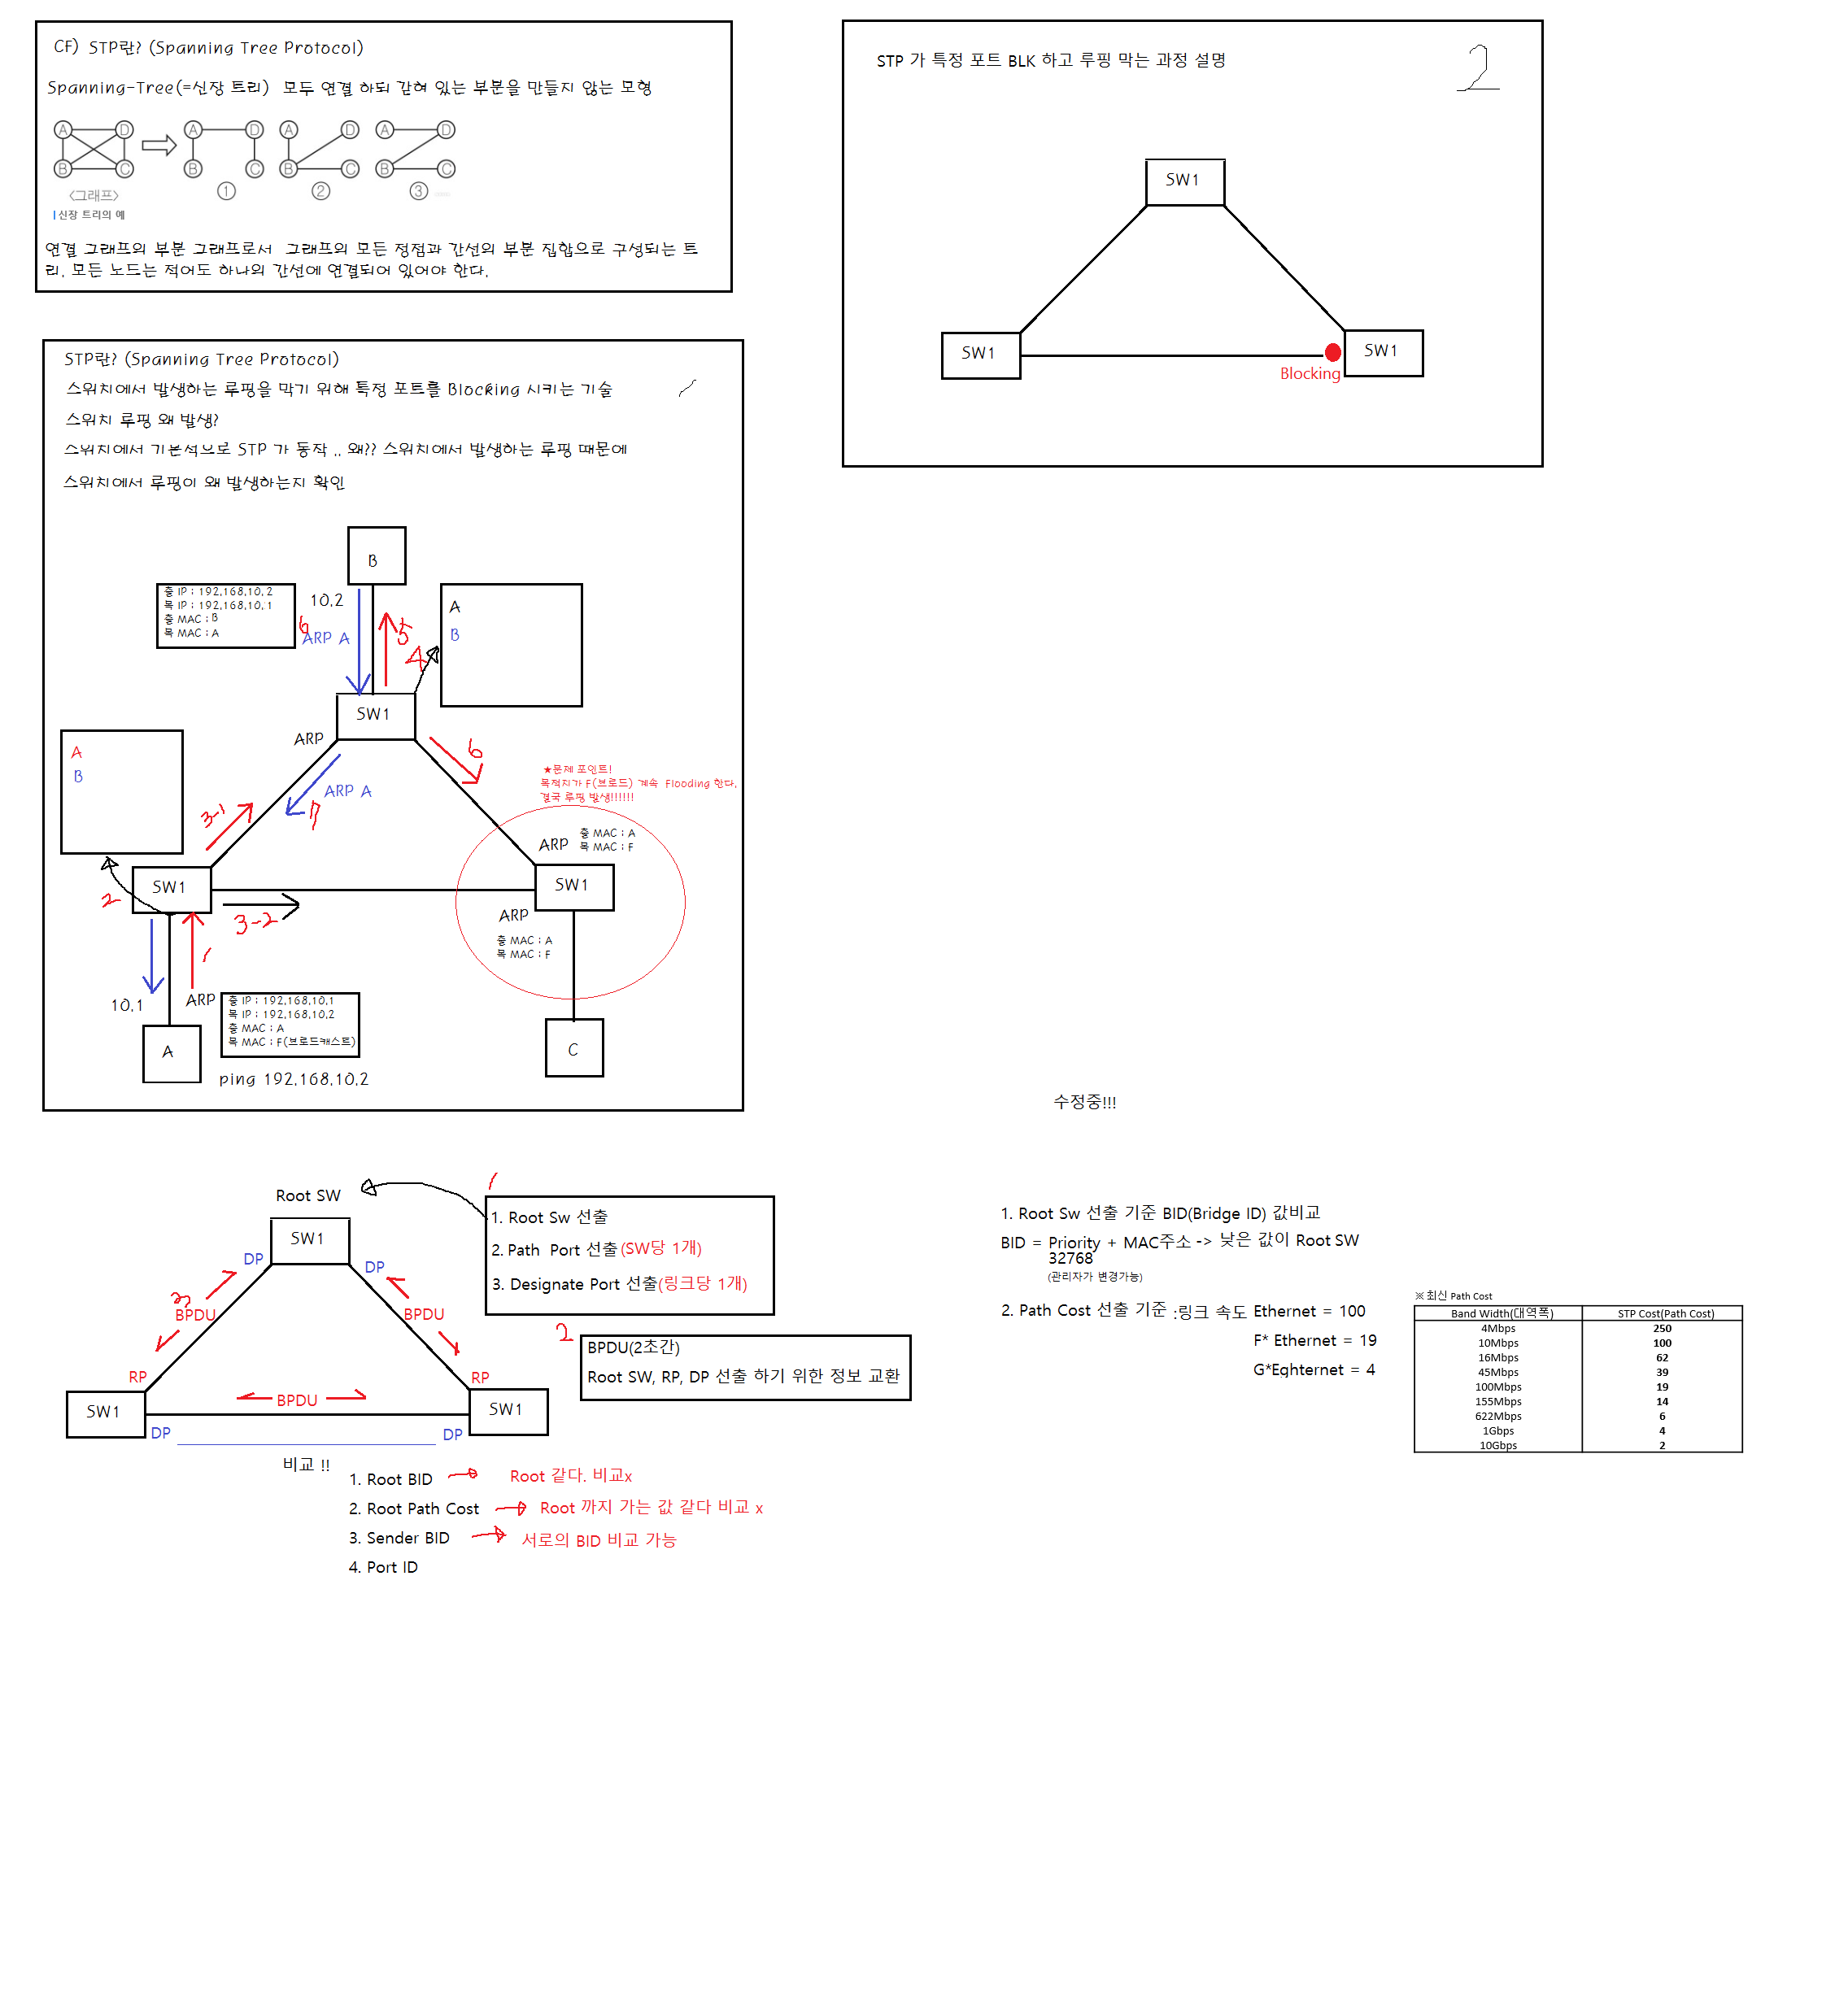 CF) STP란? (Spanning Tree Protocol)
Spanning-Tree(=신장 트리) 모두 연결 하되 갇혀 있는 부분을 만들지 않는 모형
A D B C
A D B C
A D B C
A D B C
<그래프>
① ② ③
신장 트리의 예
연결 그래프의 부분 그래프로서 그래프의 모든 정점과 간선의 부분 집합으로 구성되는 트
리. 모든 노드는 적어도 하나의 간선에 연결되어 있어야 한다.
STP 가 특정 포트 BLK 하고 루핑 막는 과정 설명
2
SW1
SW1
SW1
Blocking
STP란? (Spanning Tree Protocol)
스위치에서 발생하는 루핑을 막기 위해 특정 포트를 Blocking 시키는 기술
스위치 루핑 왜 발생?
스위치에서 기본적으로 STP 가 동작 .. 왜?? 스위치에서 발생하는 루핑 때문에
스위치에서 루핑이 왜 발생하는지 확인
B
출 IP : 192.168.10.2
목 IP : 192.168.10.1
출 MAC : B
목 MAC : A
10.2
6
ARP A
5
4
A
B
SW1
ARP
6
A
B
ARP A
7
3-1
★문제 포인트!
목적지가 F(브로드) 계속 Flooding 한다.
결국 루핑 발생!!!!!!
ARP
출 MAC : A
목 MAC : F
SW1
2
3-2
SW1
ARP
출 MAC : A
목 MAC : F
1
10.1
ARP
출 IP : 192.168.10.1
목 IP : 192.168.10.2
출 MAC : A
목 MAC : F(브로드캐스트)
A
C
ping 192.168.10.2
수정중!!!
Root SW
1
1. Root Sw 선출
2. Path Port 선출(SW당 1개)
3. Designate Port 선출(링크당 1개)
SW1
DP
DP
3
BPDU
BPDU
2
BPDU(2초간)
Root SW, RP, DP 선출 하기 위한 정보 교환
RP
RP
BPDU
SW1
SW1
DP
DP
비교 !!
1. Root BID
Root 같다. 비교x
2. Root Path Cost
Root 까지 가는 값 같다 비교 x
3. Sender BID
서로의 BID 비교 가능
4. Port ID
1. Root Sw 선출 기준 BID(Bridge ID) 값비교
BID = Priority + MAC주소 -> 낮은 값이 Root SW
32768
(관리자가 변경가능)
2. Path Cost 선출 기준 :링크 속도 Ethernet = 100
F* Ethernet = 19
G*Eghternet = 4
※ 최신 Path Cost
Band Width(대역폭) STP Cost(Path Cost)
4Mbps 250
10Mbps 100
16Mbps 62
45Mbps 39
100Mbps 19
155Mbps 14
622Mbps 6
1Gbps 4
10Gbps 2